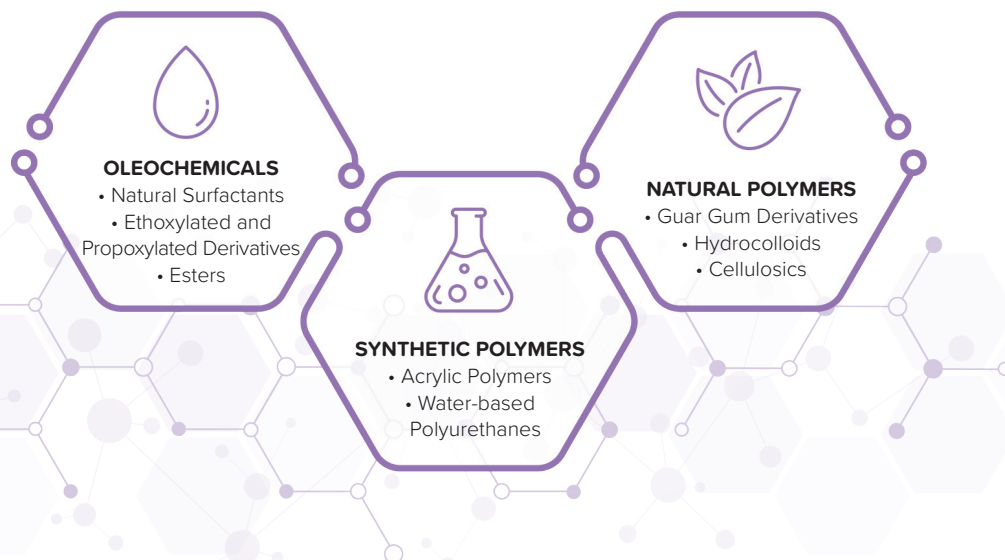 OLEOCHEMICALS
• Natural Surfactants
• Ethoxylated and
Propoxylated Derivatives
• Esters
SYNTHETIC POLYMERS
• Acrylic Polymers
• Water-based
Polyurethanes
NATURAL POLYMERS
• Guar Gum Derivatives
• Hydrocolloids
• Cellulosics